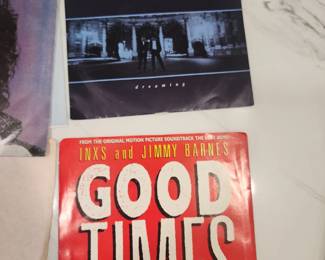 dreaming
FROM THE ORIGINAL MOTION PICTURE SOUNDTRACK THE LOST BOYS
INXS and JIMMY BARNES
GOOD
TIMES